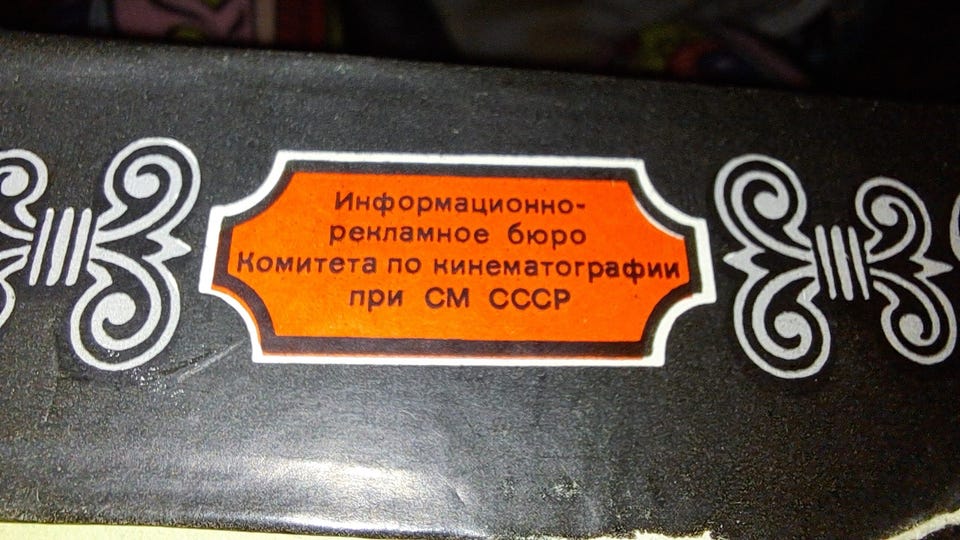 Информационно-
рекламное бюро
Комитета по кинематографии
при СМ СССР